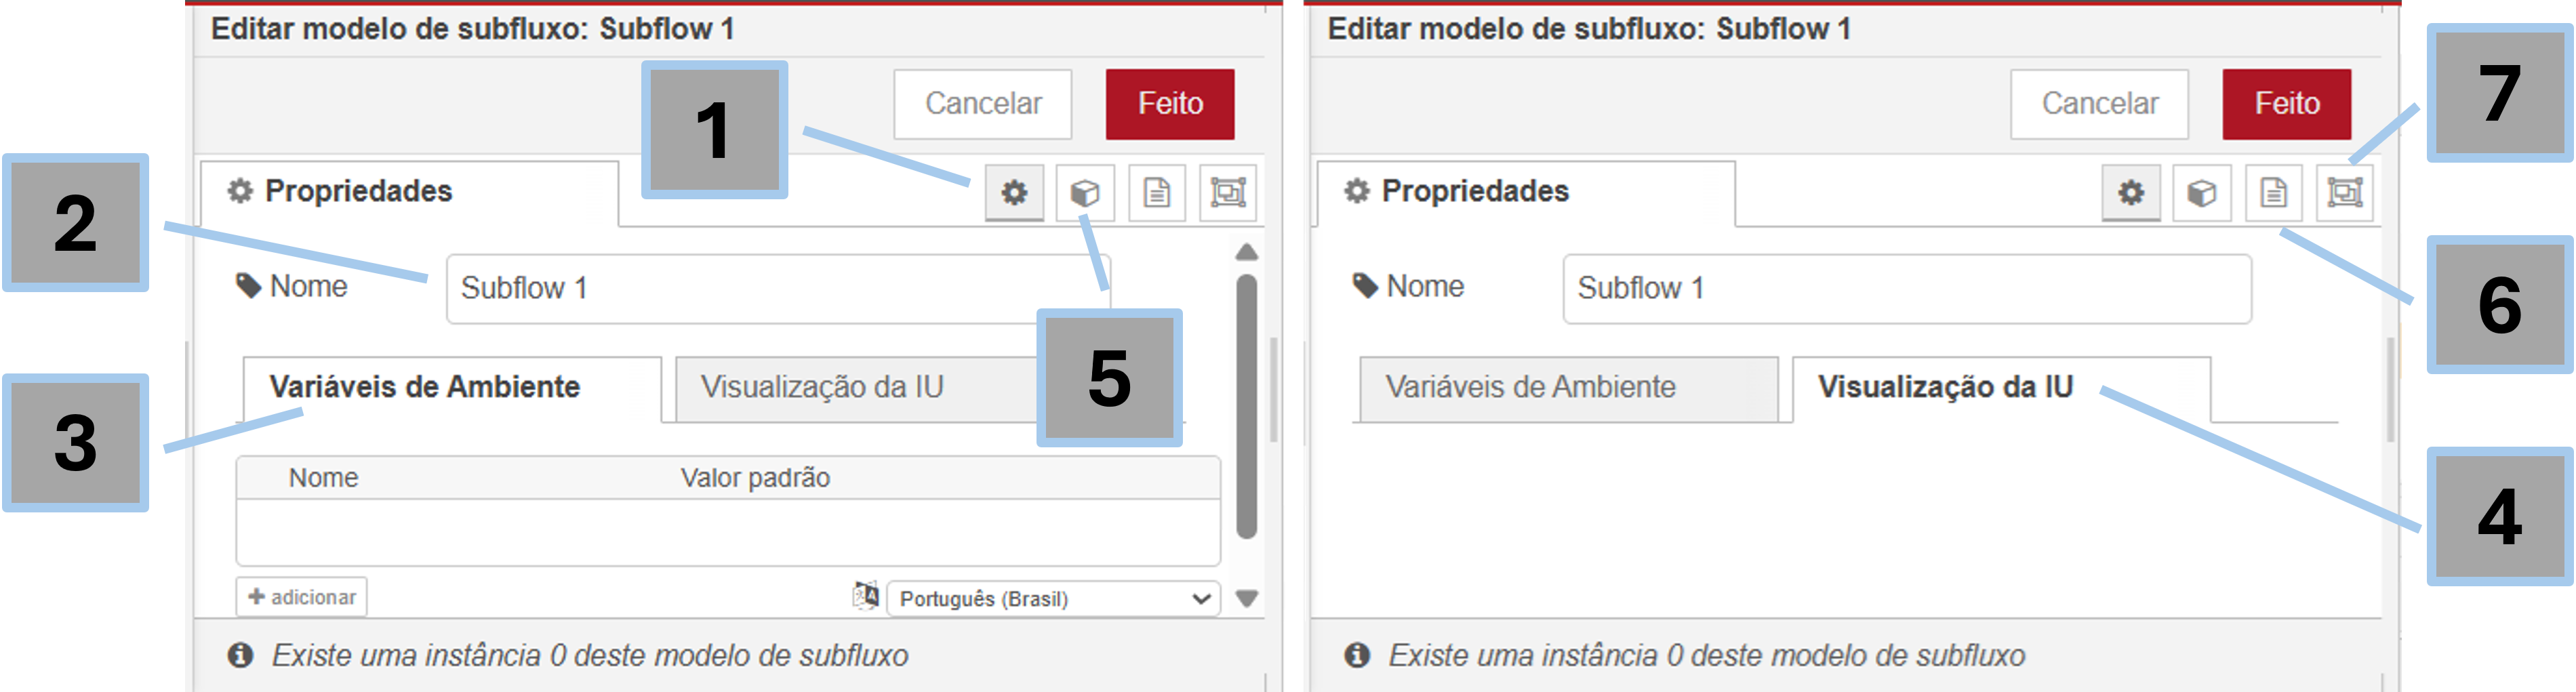 Editar modelo de subfluxo: Subflow 1
Cancelar
Feito
1
Propriedades
2
Nome
Subflow 1
Variáveis de Ambiente
Visualização da IU
5
3
Nome
Valor padrão
adicionar
Português (Brasil)
Existe uma instância 0 deste modelo de subfluxo
Editar modelo de subfluxo: Subflow 1
Cancelar
Feito
7
Propriedades
Nome
Subflow 1
6
Variáveis de Ambiente
Visualização da IU
4
Existe uma instância 0 deste modelo de subfluxo